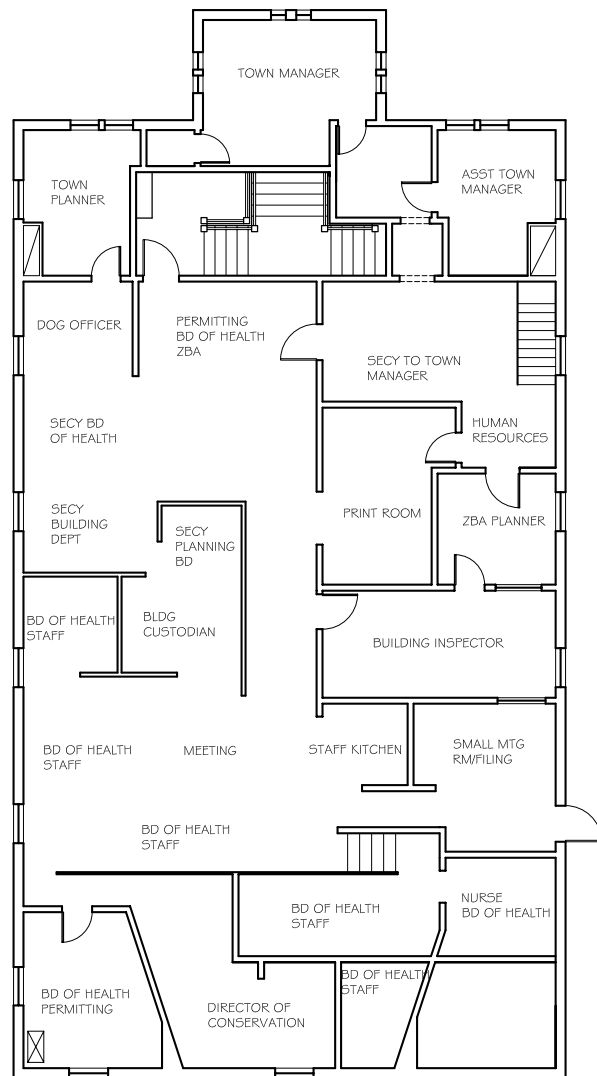 TOWN MANAGER
TOWN
PLANNER
ASST TOWN
MANAGER
DOG OFFICER
PERMITTING
BD OF HEALTH
ZBA
SECY TO TOWN
MANAGER
SECY BD
OF HEALTH
HUMAN
RESOURCES
SECY
BUILDING
DEPT
SECY
PLANNING
BD
PRINT ROOM
ZBA PLANNER
BD OF HEALTH
STAFF
BLDG
CUSTODIAN
BUILDING INSPECTOR
BD OF HEALTH
STAFF
MEETING
STAFF KITCHEN
SMALL MTG
RM/FILING
BD OF HEALTH
STAFF
BD OF HEALTH
STAFF
NURSE
BD OF HEALTH
BD OF HEALTH
PERMITTING
DIRECTOR OF
CONSERVATION
BD OF HEALTH
STAFF